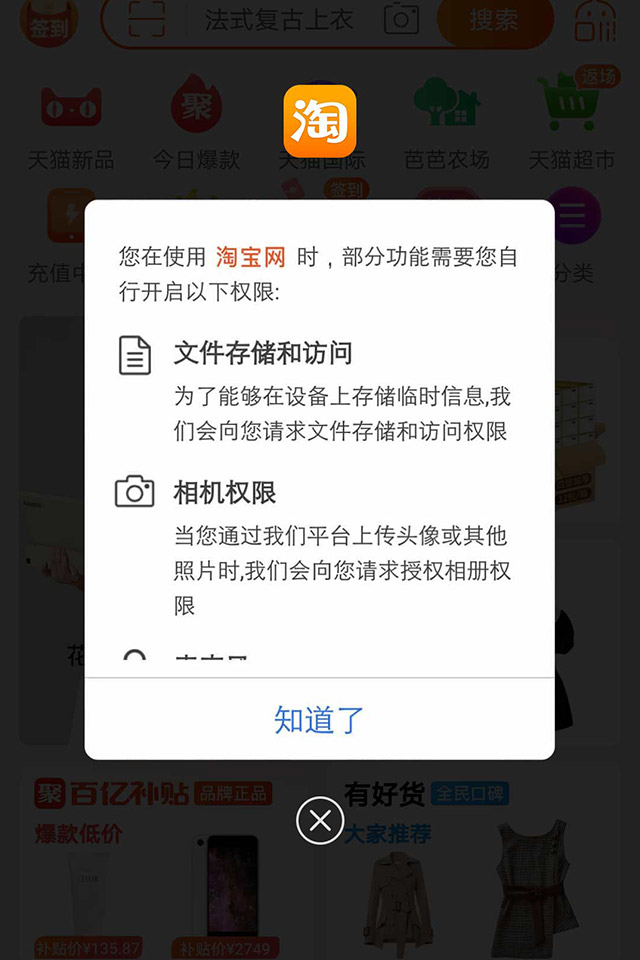 签到
法式复古上衣
搜索
返场
淘
聚
天猫新品
今日爆款
天猫国际
芭芭农场
天猫超市
签到
充值中
分类
您在使用 淘宝网 时，部分功能需要您自
行开启以下权限:
文件存储和访问
为了能够在设备上存储临时信息,我
们会向您请求文件存储和访问权限
相机权限
当您通过我们平台上传头像或其他
照片时,我们会向您请求授权相册权
限
花
知道了
聚 百亿补贴 品牌正品
有好货 全民口碑
爆款低价
大家推荐
补贴价¥135.87
补贴价¥2749